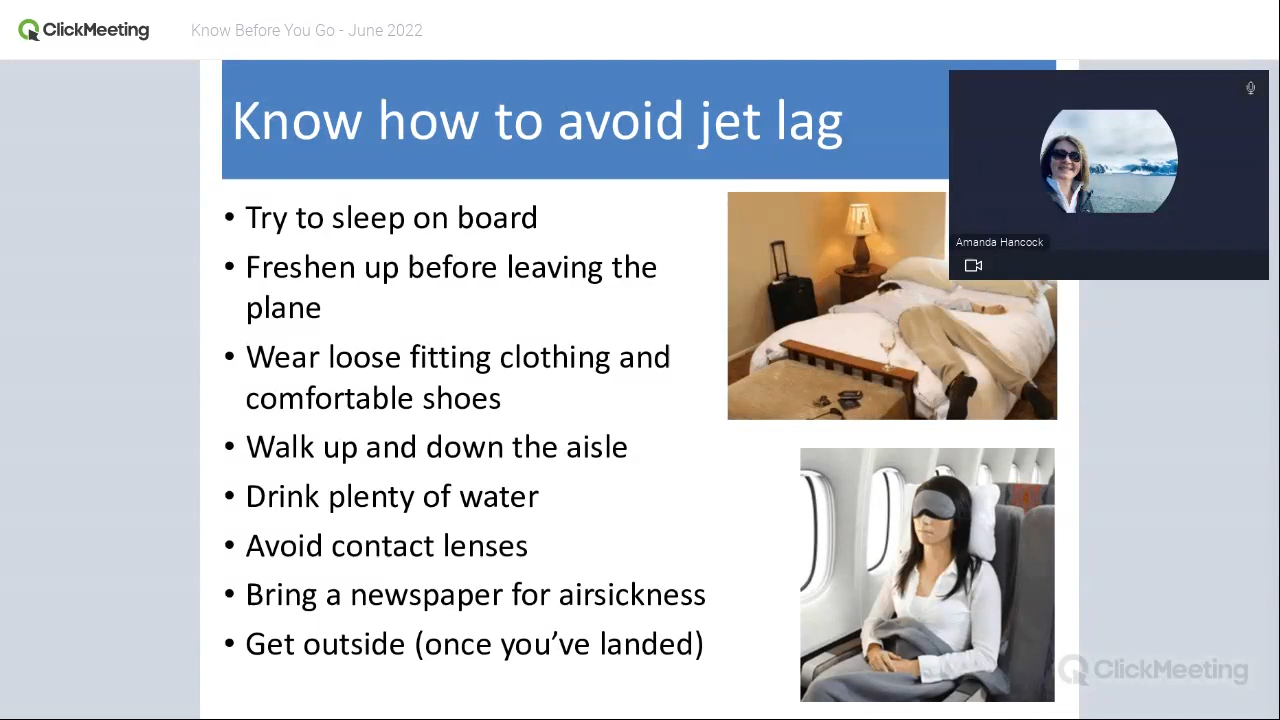 ClickMeeting
Know Before You Go - June 2022
Know how to avoid jet lag
Amanda Hancock
• Try to sleep on board
• Freshen up before leaving the
plane
• Wear loose fitting clothing and
comfortable shoes
• Walk up and down the aisle
• Drink plenty of water
• Avoid contact lenses
• Bring a newspaper for airsickness
• Get outside (once you’ve landed)
ClickMeeting